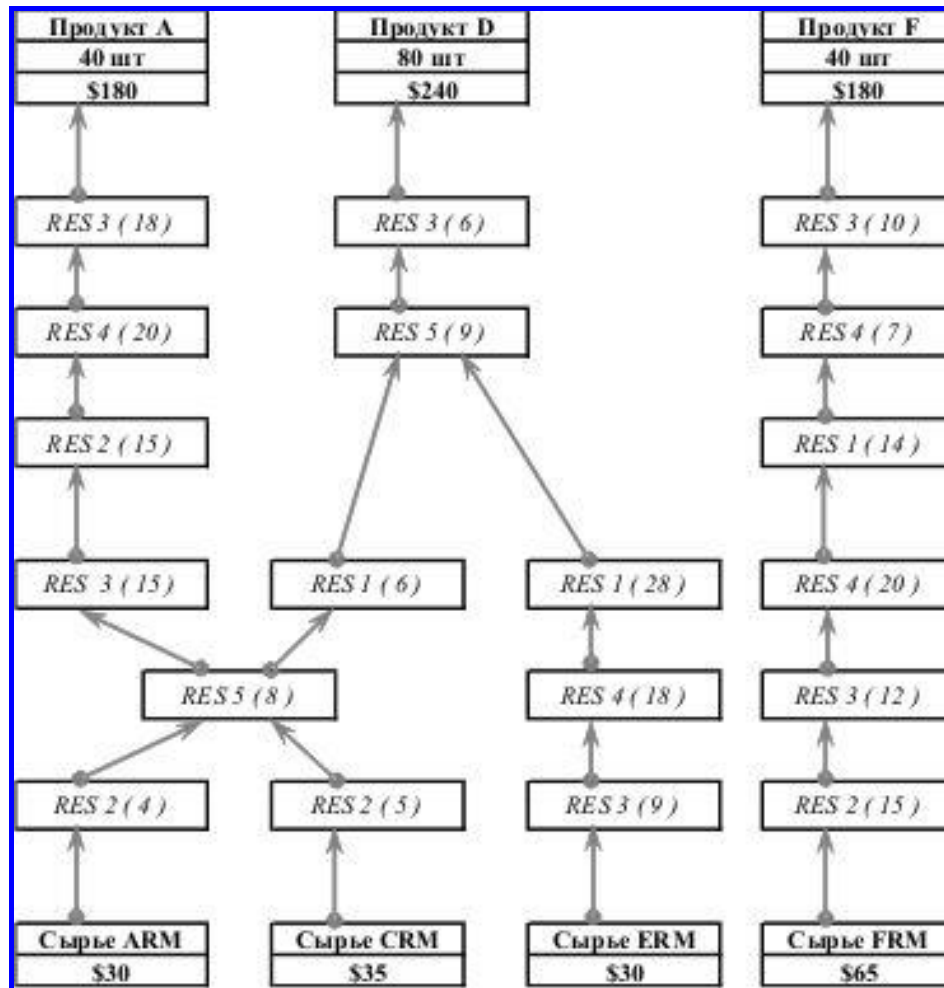 Продукт A
40 шт
$180
Продукт D
80 шт
$240
Продукт F
40 шт
$180
RES 3 ( 18 )
RES 3 ( 6 )
RES 3 ( 10 )
RES 4 ( 20 )
RES 5 ( 9 )
RES 4 ( 7 )
RES 2 ( 15 )
RES 1 ( 14 )
RES 3 ( 15 )
RES 1 ( 6 )
RES 1 ( 28 )
RES 4 ( 20 )
RES 5 ( 8 )
RES 4 ( 18 )
RES 3 ( 12 )
RES 2 ( 4 )
RES 2 ( 5 )
RES 3 ( 9 )
RES 2 ( 15 )
Сырье ARM
$30
Сырье CRM
$35
Сырье ERM
$30
Сырье FRM
$65